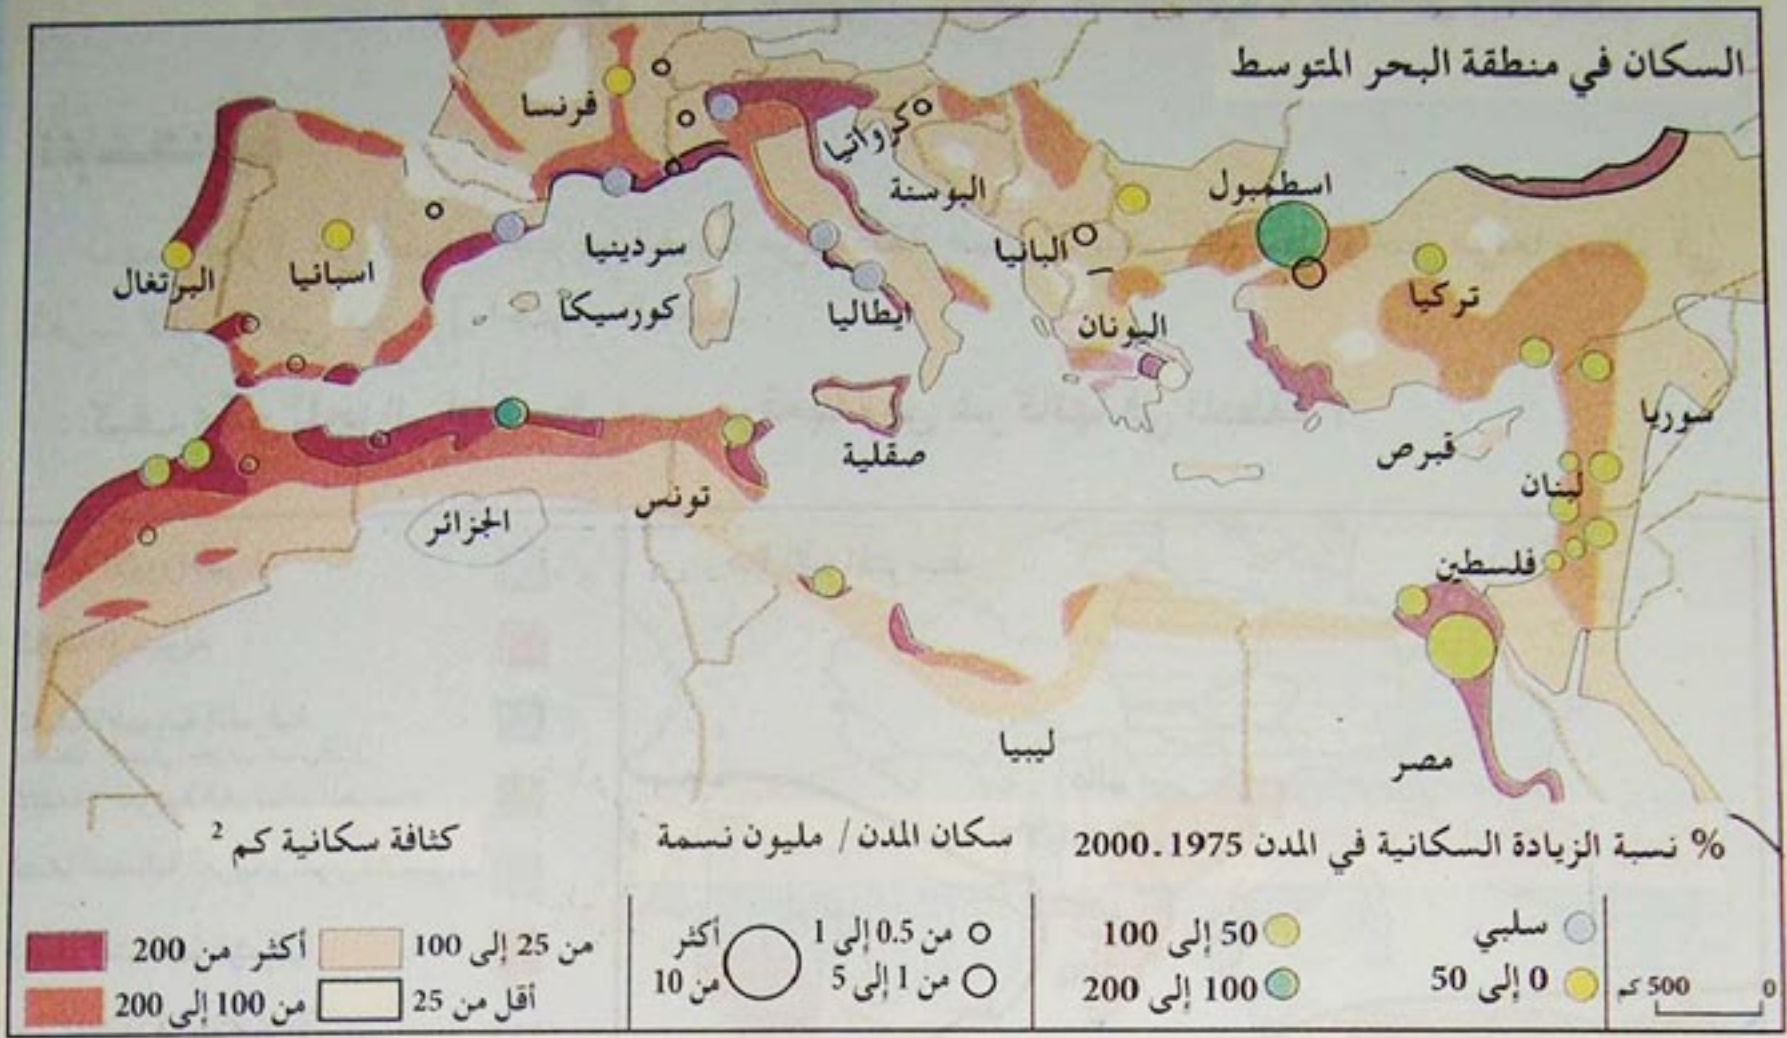 السكان في منطقة البحر المتوسط
فرنسا
كرواتيا
البوسنة
اسطمبول
البرتغال
اسبانيا
سردينيا
كورسيكا
ايطاليا
البانيا
اليونان
تركيا
صقلية
قبرص
سوريا
لبنان
فلسطين
تونس
الجزائر
ليبيا
مصر
% نسبة الزيادة السكانية في المدن 1975.2000
سلبي
0 إلى 50
50 إلى 100
100 إلى 200
500 كم
0
سكان المدن / مليون نسمة
من 0.5 إلى 1
من 1 إلى 5
أكثر
من 10
كثافة سكانية كم 2
من 25 إلى 100
أقل من 25
أكثر من 200
من 100 إلى 200